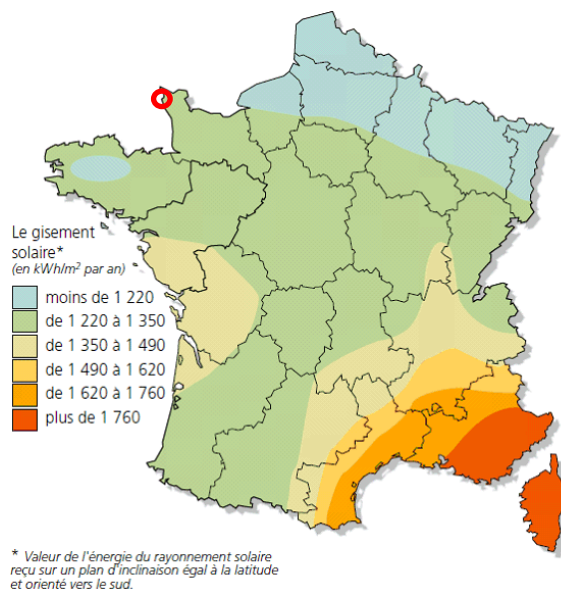 Le gisement
solaire*
(en kWh/m² par an)
moins de 1 220
de 1 220 à 1 350
de 1 350 à 1 490
de 1 490 à 1 620
de 1 620 à 1 760
plus de 1 760
* Valeur de l'énergie du rayonnement solaire
reçu sur un plan d'inclinaison égal à la latitude
et orienté vers le sud.